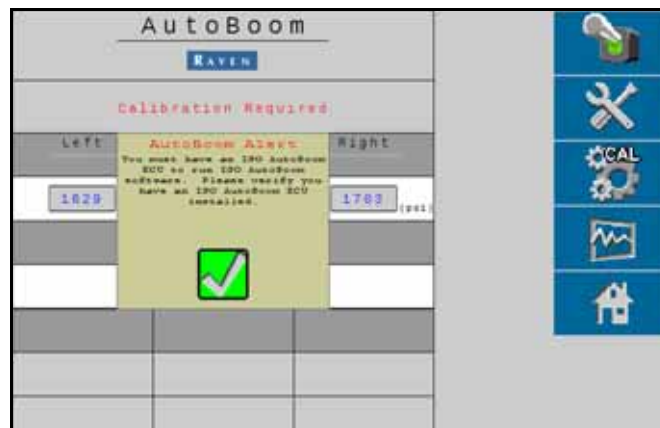 AutoBoom
RAVEN
Calibration Required
Left
AutoBoom Alert
Right
You must have an ISO AutoBoom
ECU to run ISO AutoBoom
software. Please verify you
have an ISO AutoBoom ECU
installed.
1629
1703
(psi)
CAL